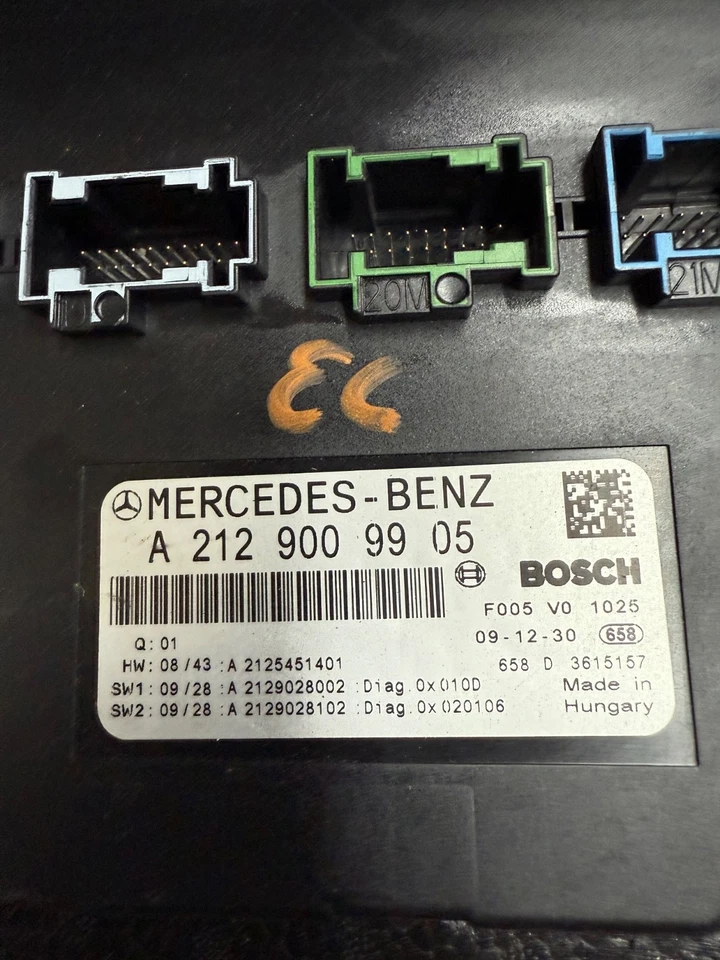 20M
21M
EC
MERCEDES-BENZ
A 212 900 99 05
BOSCH
F005 V0 1025
Q: 01
09-12-30 658
HW: 08/43 :A 2125451401
658 D 3615157
SW1: 09/28 :A 2129028002 :Diag.0x010D
Made in
SW2: 09/28 :A 2129028102 :Diag.0x020106
Hungary